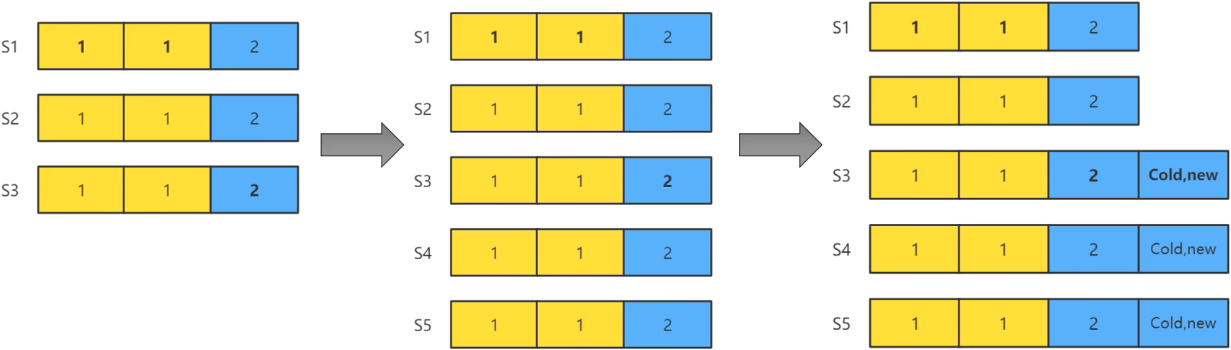 S1 1 1 2
S2 1 1 2
S3 1 1 2
S1 1 1 2
S2 1 1 2
S3 1 1 2
S4 1 1 2
S5 1 1 2
S1 1 1 2
S2 1 1 2
S3 1 1 2 Cold,new
S4 1 1 2 Cold,new
S5 1 1 2 Cold,new